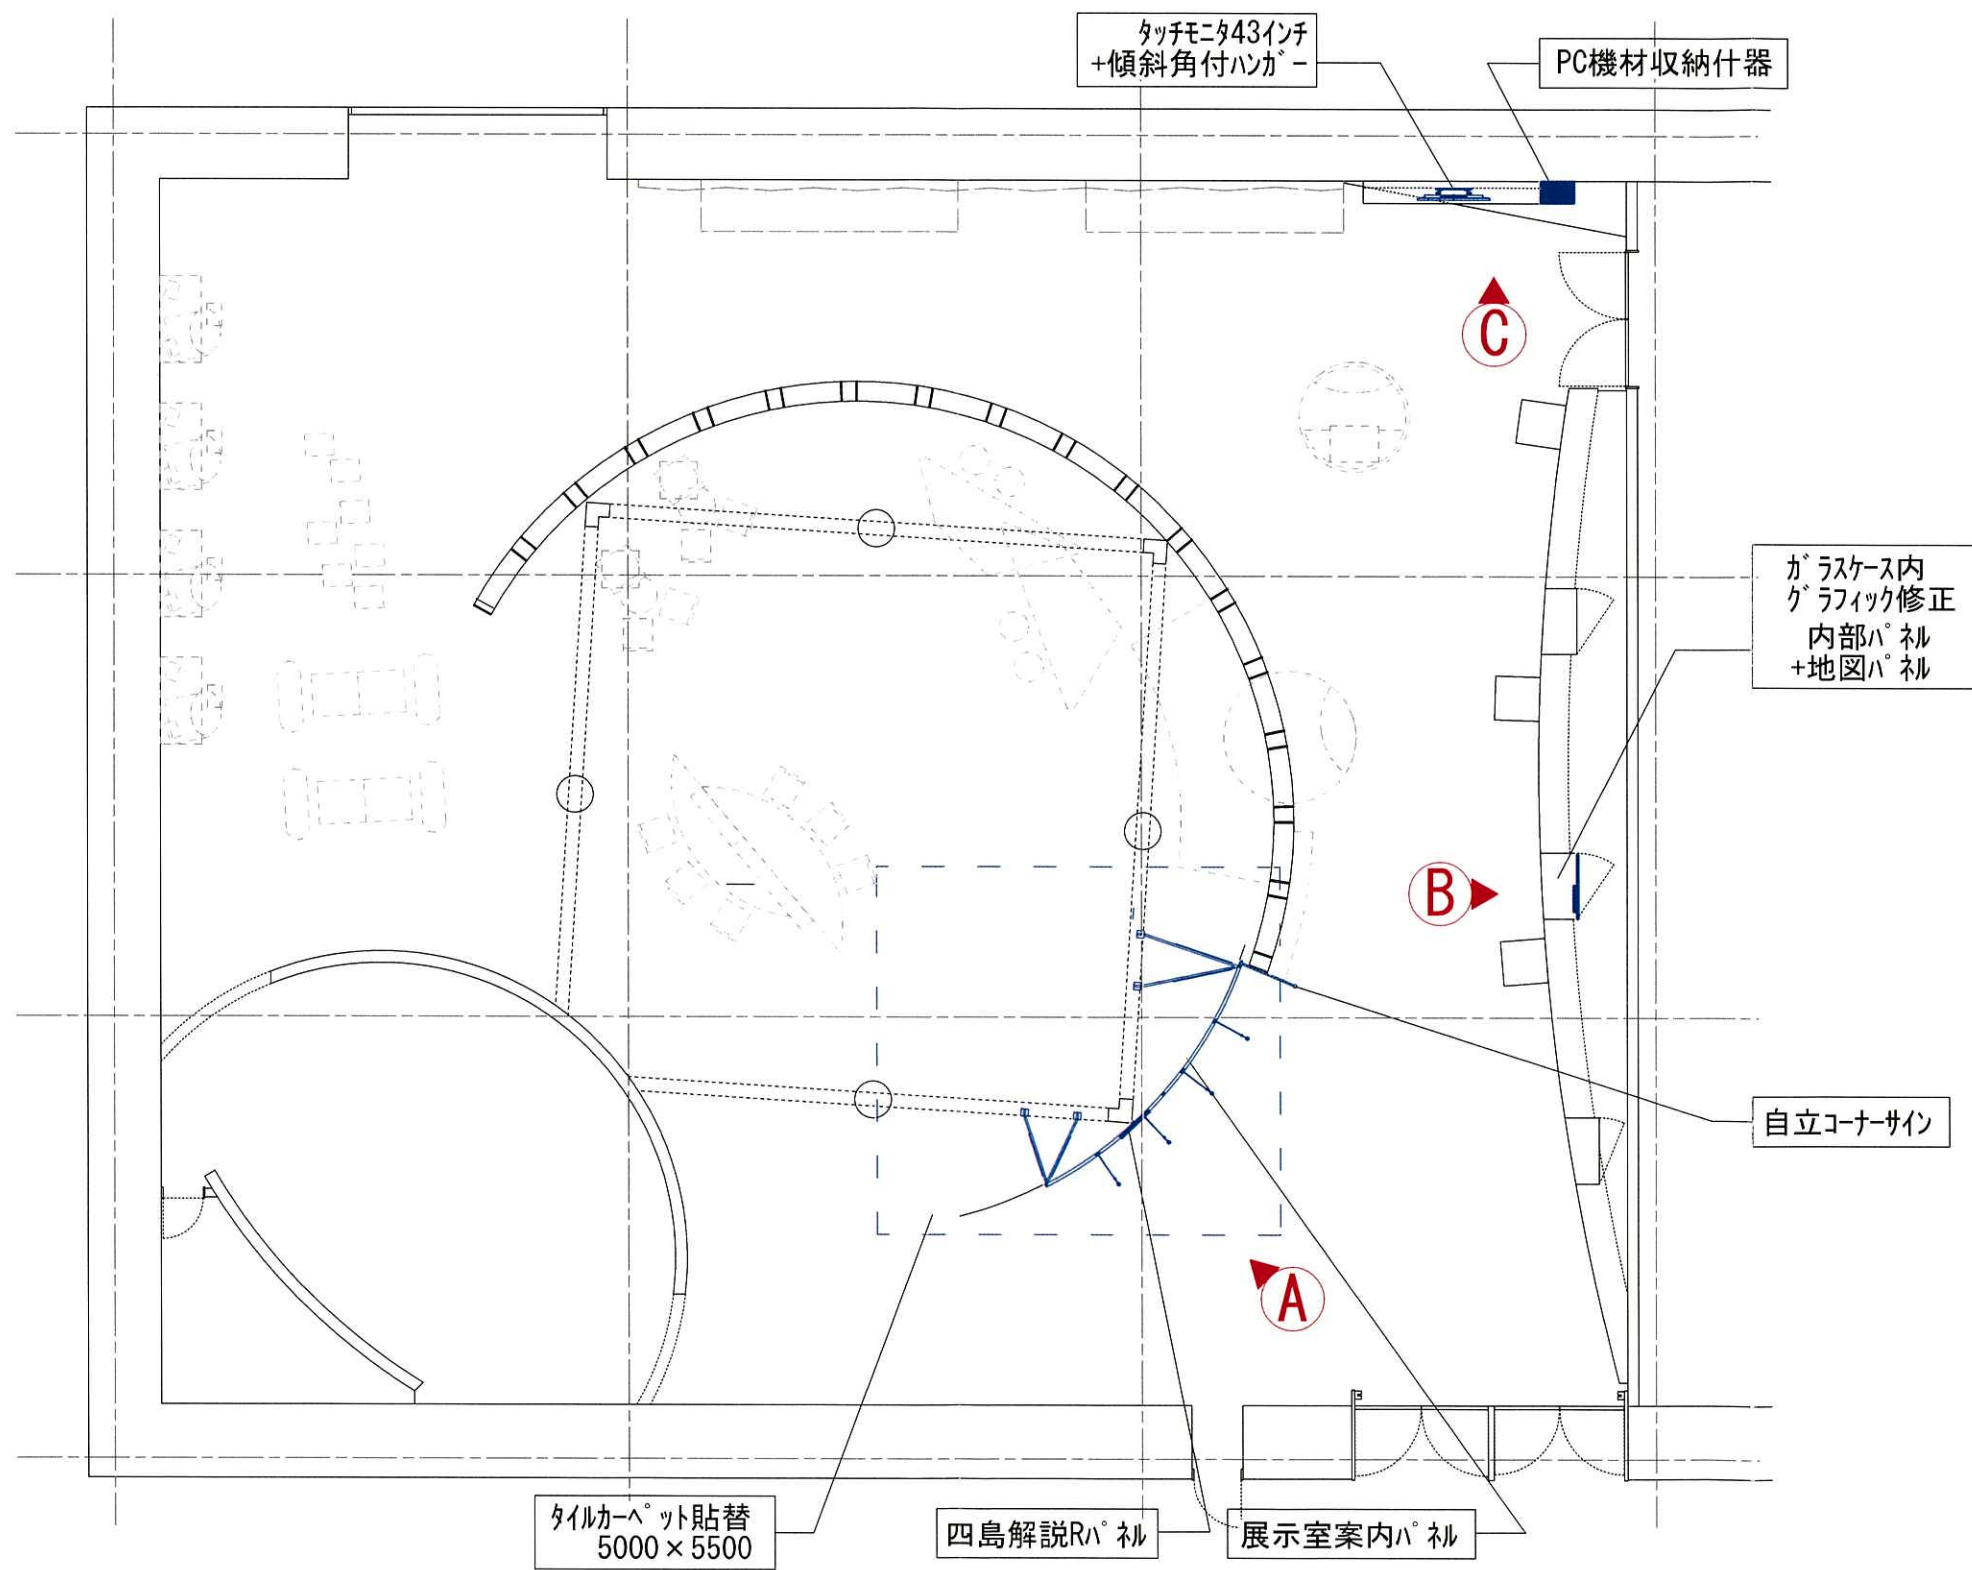 タッチモニタ43インチ
+傾斜角付ハンガー
PC機材収納什器
C
ガラスケース内
グラフィック修正
内部パネル
+地図パネル
B
自立コーナーサイン
A
タイルカーペット貼替
5000×5500
四島解説Rパネル
展示室案内パネル